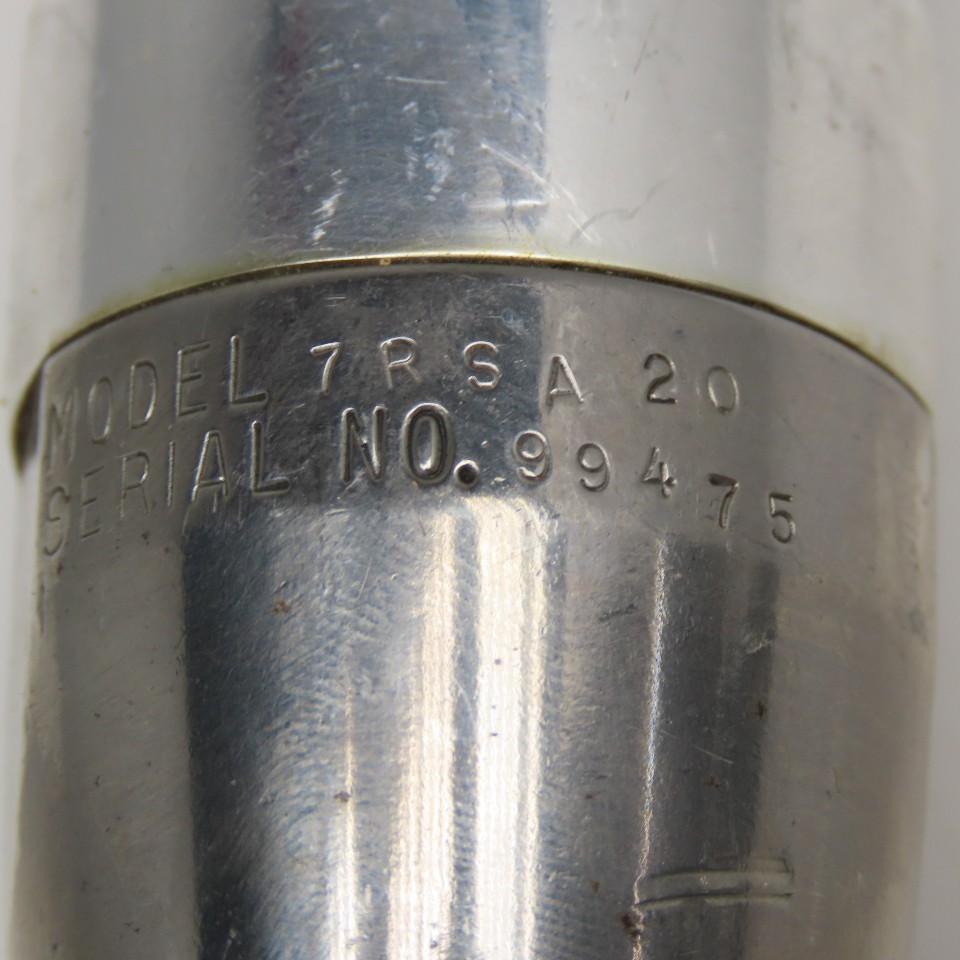 MODEL 7RSA 20
SERIAL NO. 99475